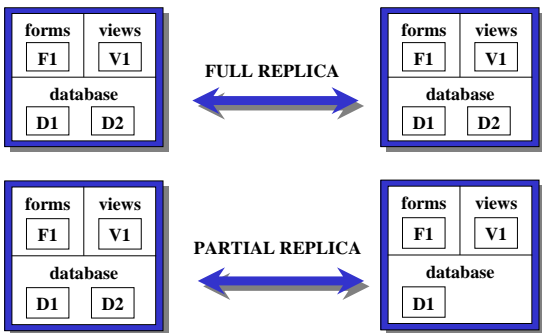 forms views
F1 V1
database
D1 D2
FULL REPLICA
forms views
F1 V1
database
D1 D2
forms views
F1 V1
database
D1 D2
PARTIAL REPLICA
forms views
F1 V1
database
D1